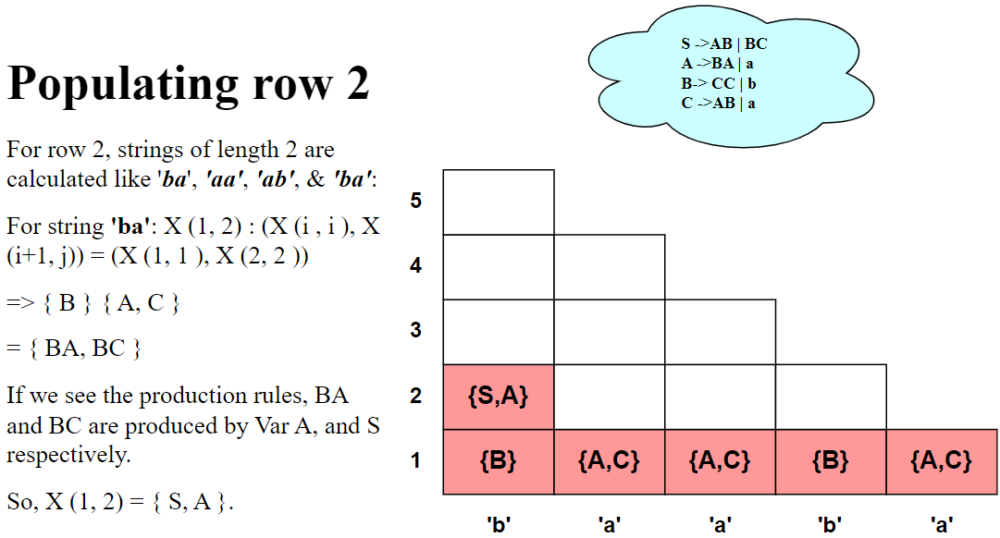 S ->AB | BC
A ->BA | a
B-> CC | b
C ->AB | a
Populating row 2
For row 2, strings of length 2 are
calculated like 'ba', 'aa', 'ab', & 'ba':
For string 'ba': X (1, 2) : (X (i , i ), X
(i+1, j)) = (X (1, 1 ), X (2, 2 ))
=> { B } { A, C }
= { BA, BC }
If we see the production rules, BA
and BC are produced by Var A, and S
respectively.
So, X (1, 2) = { S, A }.
5
4
3
2 {S,A}
1 {B} {A,C} {A,C} {B} {A,C}
'b' 'a' 'a' 'b' 'a'